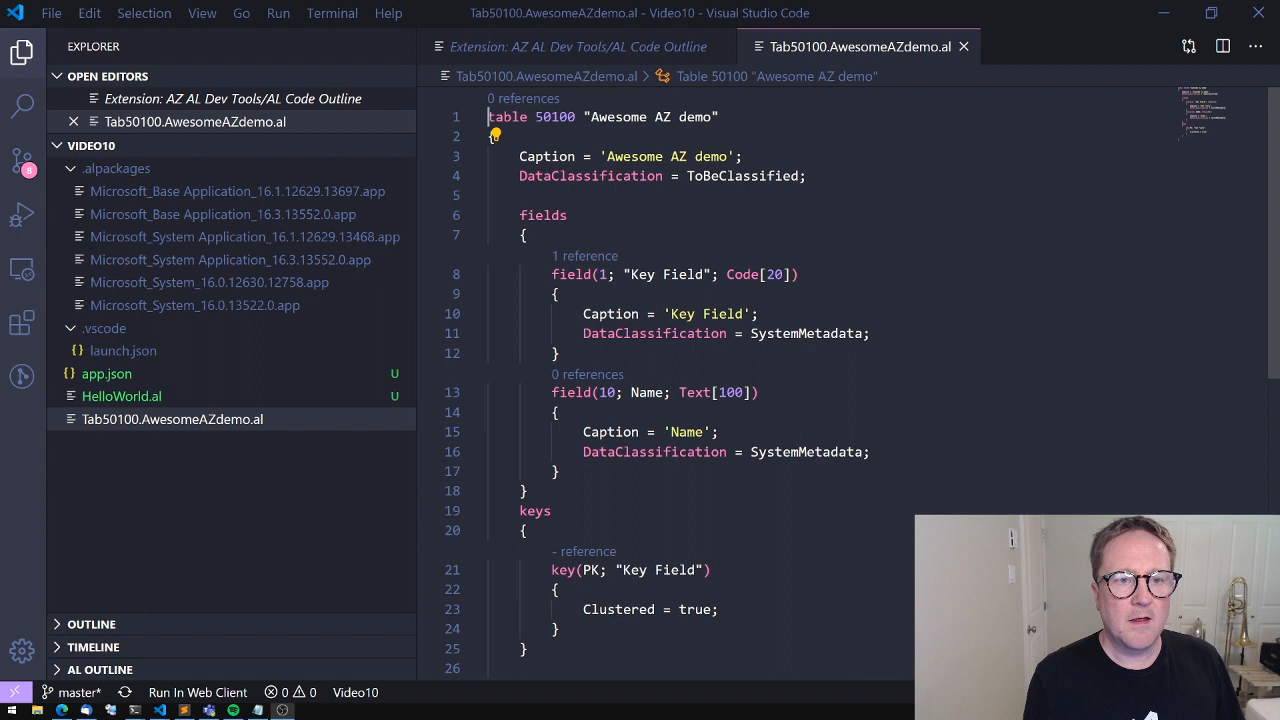 File Edit Selection View Go Run Terminal Help
Tab50100.AwesomeAZdemo.al - Video10 - Visual Studio Code
EXPLORER
OPEN EDITORS
Extension: AZ AL Dev Tools/AL Code Outline
Tab50100.AwesomeAZdemo.al
VIDEO10
.alpackages
Microsoft_Base Application_16.1.12629.13697.app
Microsoft_Base Application_16.3.13552.0.app
Microsoft_System Application_16.1.12629.13468.app
Microsoft_System Application_16.3.13552.0.app
Microsoft_System_16.0.12630.12758.app
Microsoft_System_16.0.13522.0.app
.vscode
launch.json
app.json U
HelloWorld.al U
Tab50100.AwesomeAZdemo.al
OUTLINE
TIMELINE
AL OUTLINE
8
Extension: AZ AL Dev Tools/AL Code Outline
Tab50100.AwesomeAZdemo.al
Tab50100.AwesomeAZdemo.al > Table 50100 "Awesome AZ demo"
0 references
1 table 50100 "Awesome AZ demo"
2 {
3 Caption = 'Awesome AZ demo';
4 DataClassification = ToBeClassified;
5
6 fields
7 {
1 reference
8 field(1; "Key Field"; Code[20])
9 {
10 Caption = 'Key Field';
11 DataClassification = SystemMetadata;
12 }
0 references
13 field(10; Name; Text[100])
14 {
15 Caption = 'Name';
16 DataClassification = SystemMetadata;
17 }
18 }
19 keys
20 {
- reference
21 key(PK; "Key Field")
22 {
23 Clustered = true;
24 }
25 }
26
master* Run In Web Client 0 0 Video10